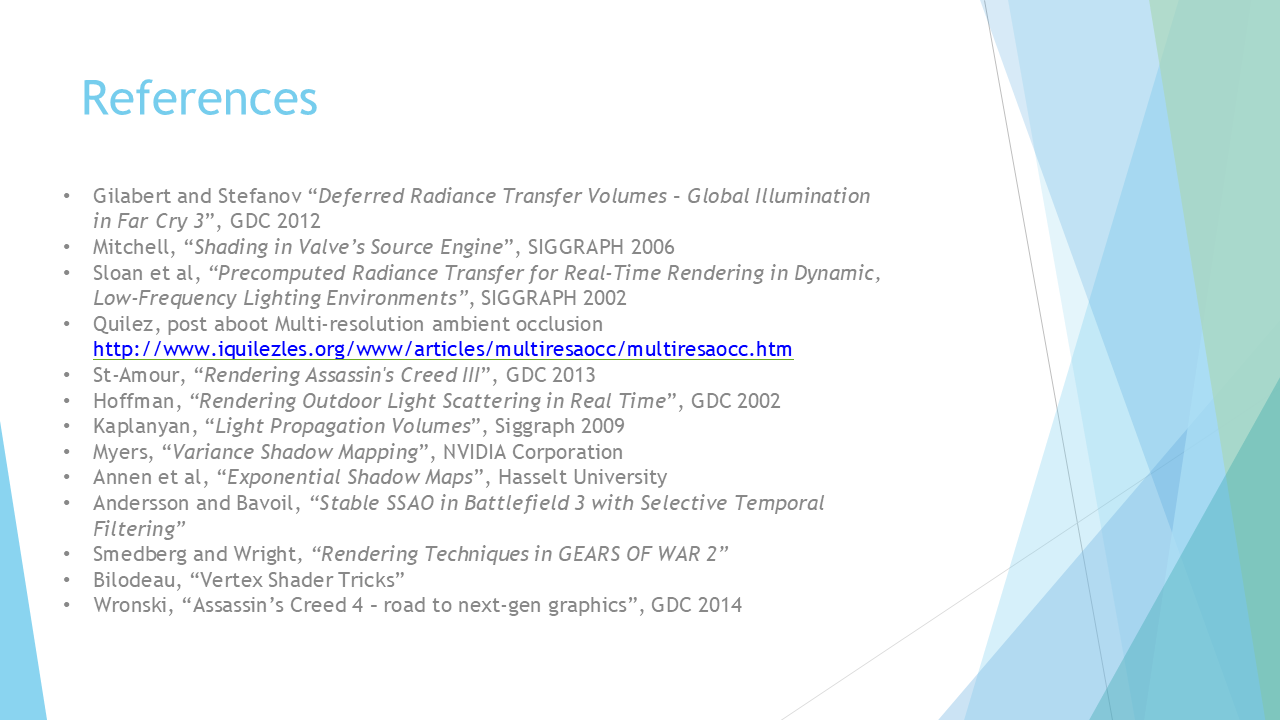 References
• Gilabert and Stefanov “Deferred Radiance Transfer Volumes – Global Illumination
in Far Cry 3”, GDC 2012
• Mitchell, “Shading in Valve’s Source Engine”, SIGGRAPH 2006
• Sloan et al, “Precomputed Radiance Transfer for Real-Time Rendering in Dynamic,
Low-Frequency Lighting Environments”, SIGGRAPH 2002
• Quilez, post aboot Multi-resolution ambient occlusion
http://www.iquilezles.org/www/articles/multiresaocc/multiresaocc.htm
• St-Amour, “Rendering Assassin's Creed III”, GDC 2013
• Hoffman, “Rendering Outdoor Light Scattering in Real Time”, GDC 2002
• Kaplanyan, “Light Propagation Volumes”, Siggraph 2009
• Myers, “Variance Shadow Mapping”, NVIDIA Corporation
• Annen et al, “Exponential Shadow Maps”, Hasselt University
• Andersson and Bavoil, “Stable SSAO in Battlefield 3 with Selective Temporal
Filtering”
• Smedberg and Wright, “Rendering Techniques in GEARS OF WAR 2”
• Bilodeau, “Vertex Shader Tricks”
• Wronski, “Assassin’s Creed 4 – road to next-gen graphics”, GDC 2014